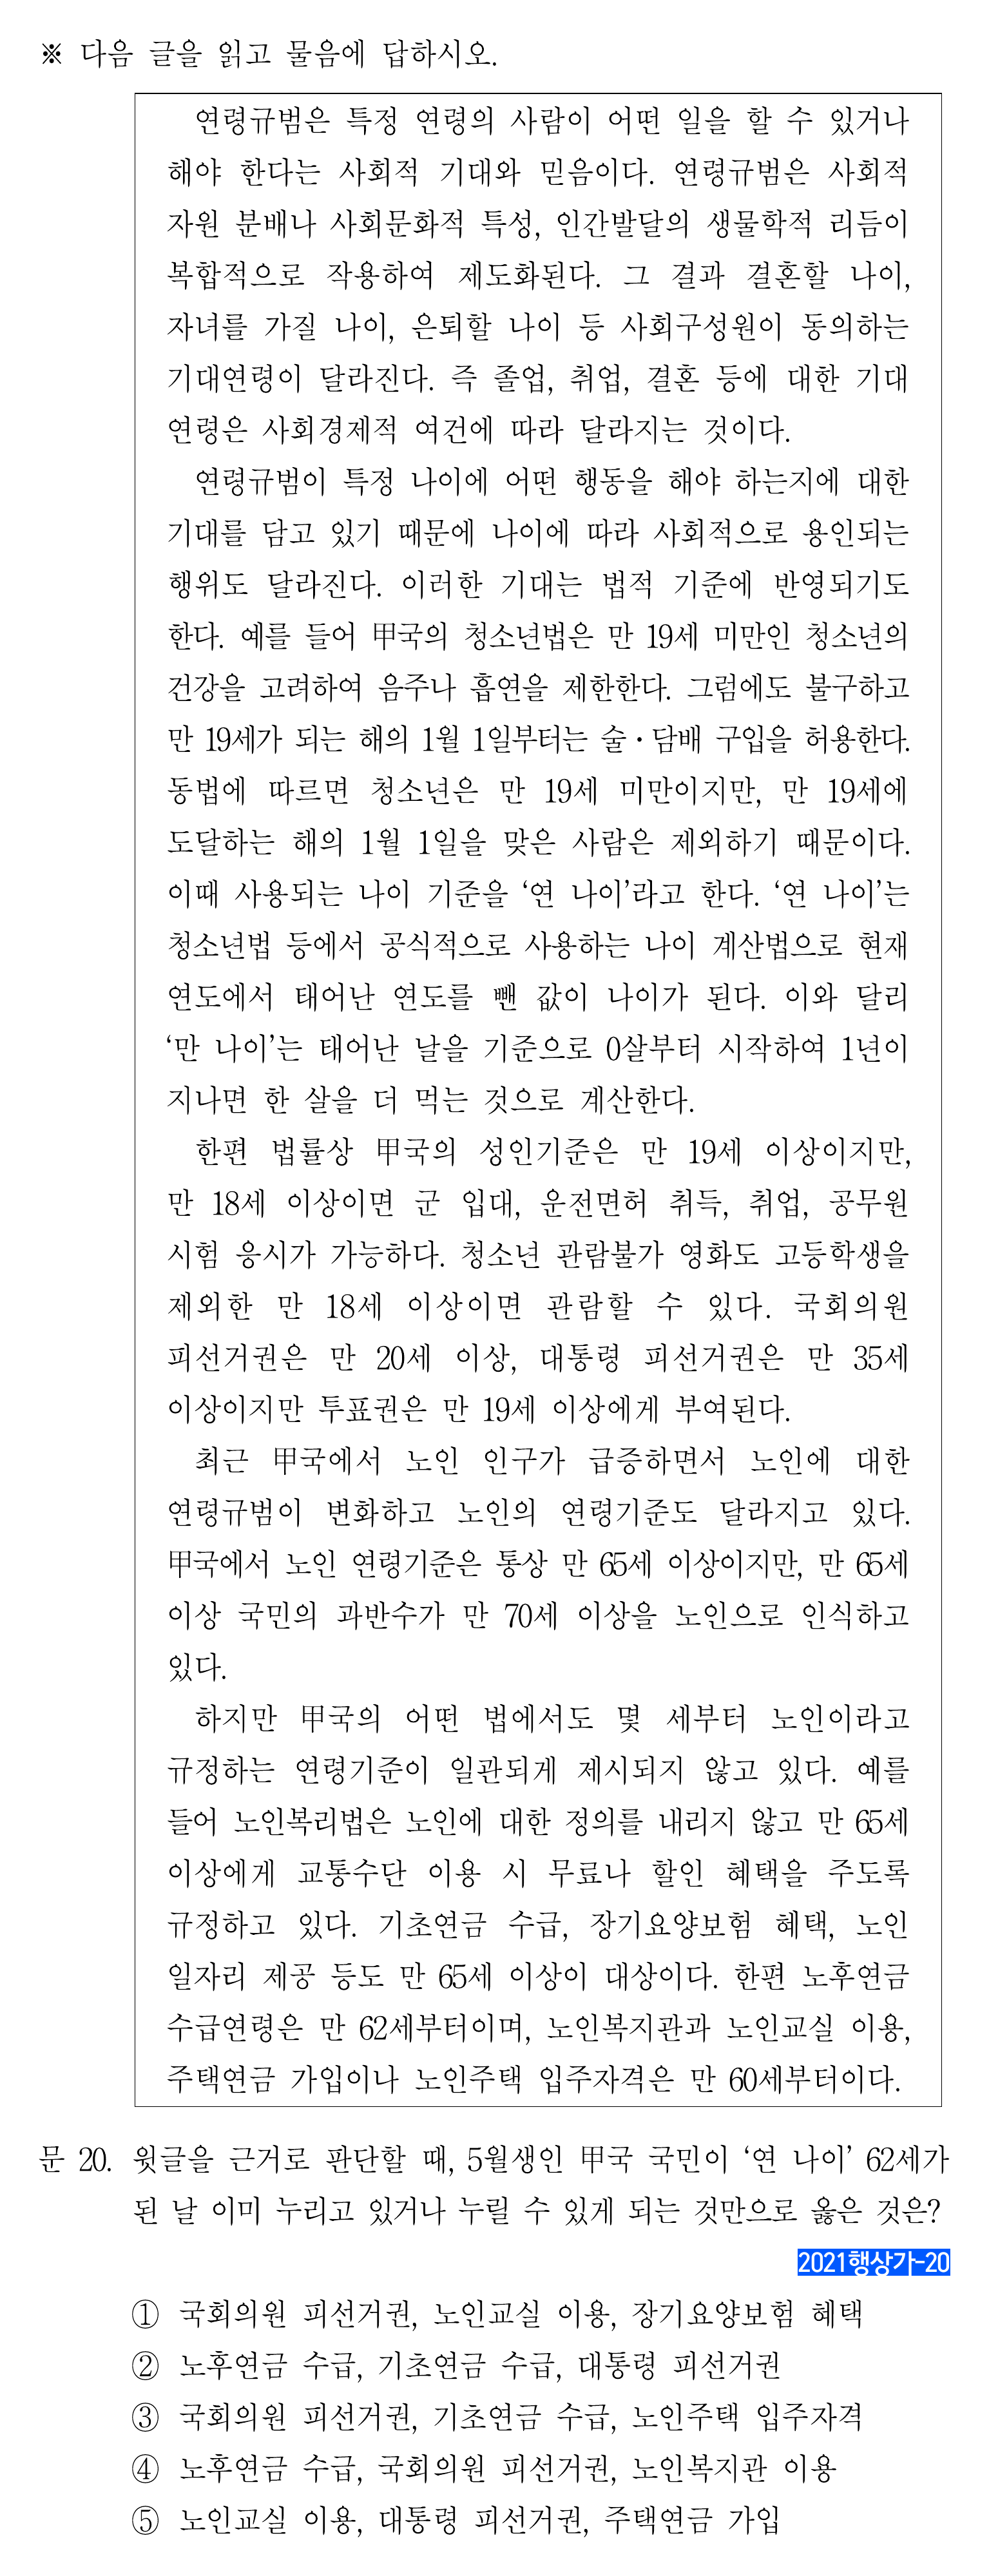 ※ 다음 글을 읽고 물음에 답하시오.
연령규범은 특정 연령의 사람이 어떤 일을 할 수 있거나
해야 한다는 사회적 기대와 믿음이다. 연령규범은 사회적
자원 분배나 사회문화적 특성, 인간발달의 생물학적 리듬이
복합적으로 작용하여 제도화된다. 그 결과 결혼할 나이,
자녀를 가질 나이, 은퇴할 나이 등 사회구성원이 동의하는
기대연령이 달라진다. 즉 졸업, 취업, 결혼 등에 대한 기대
연령은 사회경제적 여건에 따라 달라지는 것이다.
연령규범이 특정 나이에 어떤 행동을 해야 하는지에 대한
기대를 담고 있기 때문에 나이에 따라 사회적으로 용인되는
행위도 달라진다. 이러한 기대는 법적 기준에 반영되기도
한다. 예를 들어 甲국의 청소년법은 만 19세 미만인 청소년의
건강을 고려하여 음주나 흡연을 제한한다. 그럼에도 불구하고
만 19세가 되는 해의 1월 1일부터는 술·담배 구입을 허용한다.
동법에 따르면 청소년은 만 19세 미만이지만, 만 19세에
도달하는 해의 1월 1일을 맞은 사람은 제외하기 때문이다.
이때 사용되는 나이 기준을 ‘연 나이’라고 한다. ‘연 나이’는
청소년법 등에서 공식적으로 사용하는 나이 계산법으로 현재
연도에서 태어난 연도를 뺀 값이 나이가 된다. 이와 달리
‘만 나이’는 태어난 날을 기준으로 0살부터 시작하여 1년이
지나면 한 살을 더 먹는 것으로 계산한다.
한편 법률상 甲국의 성인기준은 만 19세 이상이지만,
만 18세 이상이면 군 입대, 운전면허 취득, 취업, 공무원
시험 응시가 가능하다. 청소년 관람불가 영화도 고등학생을
제외한 만 18세 이상이면 관람할 수 있다. 국회의원
피선거권은 만 20세 이상, 대통령 피선거권은 만 35세
이상이지만 투표권은 만 19세 이상에게 부여된다.
최근 甲국에서 노인 인구가 급증하면서 노인에 대한
연령규범이 변화하고 노인의 연령기준도 달라지고 있다.
甲국에서 노인 연령기준은 통상 만 65세 이상이지만, 만 65세
이상 국민의 과반수가 만 70세 이상을 노인으로 인식하고
있다.
하지만 甲국의 어떤 법에서도 몇 세부터 노인이라고
규정하는 연령기준이 일관되게 제시되지 않고 있다. 예를
들어 노인복리법은 노인에 대한 정의를 내리지 않고 만 65세
이상에게 교통수단 이용 시 무료나 할인 혜택을 주도록
규정하고 있다. 기초연금 수급, 장기요양보험 혜택, 노인
일자리 제공 등도 만 65세 이상이 대상이다. 한편 노후연금
수급연령은 만 62세부터이며, 노인복지관과 노인교실 이용,
주택연금 가입이나 노인주택 입주자격은 만 60세부터이다.
문 20. 윗글을 근거로 판단할 때, 5월생인 甲국 국민이 ‘연 나이’ 62세가
된 날 이미 누리고 있거나 누릴 수 있게 되는 것만으로 옳은 것은?
2021행상가-20
① 국회의원 피선거권, 노인교실 이용, 장기요양보험 혜택
② 노후연금 수급, 기초연금 수급, 대통령 피선거권
③ 국회의원 피선거권, 기초연금 수급, 노인주택 입주자격
④ 노후연금 수급, 국회의원 피선거권, 노인복지관 이용
⑤ 노인교실 이용, 대통령 피선거권, 주택연금 가입